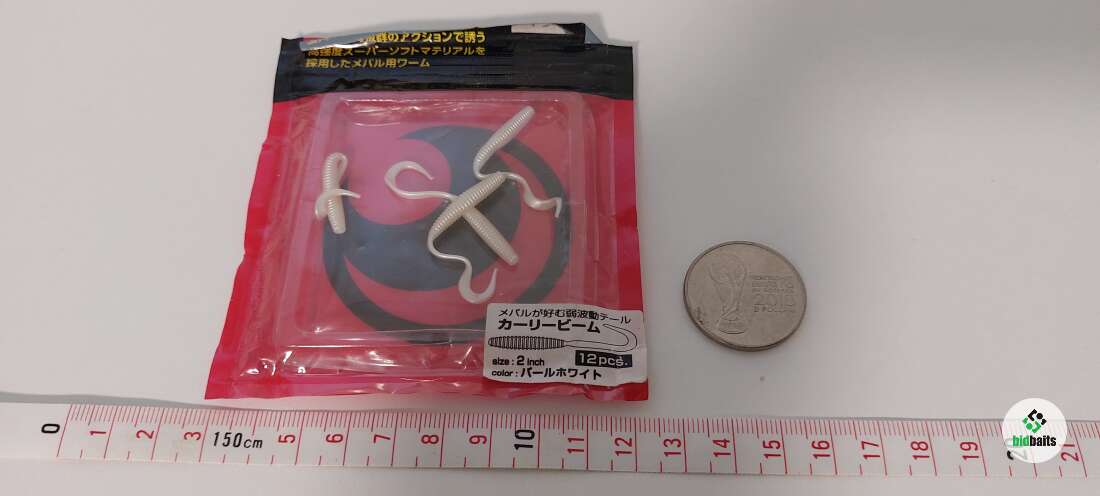 のアクションで誘う
高強度スーパーソフトマテリアルを
採用したメバル用ワーム
メバルが好む弱波動テール
カーリービーム
size : 2 inch 12pcs.
color : パールホワイト
2018
0 1 2 3 150cm 5 6 7 8 9 10 11 12 13 14 15 16 17 18 19 21
bidbaits